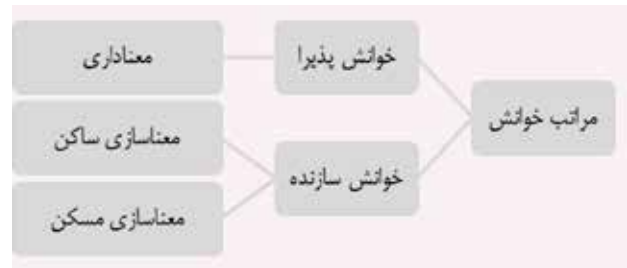 مراتب خوانش
خوانش پذیرا
معناداری
خوانش سازنده
معناسازی ساکن
معناسازی مسکن